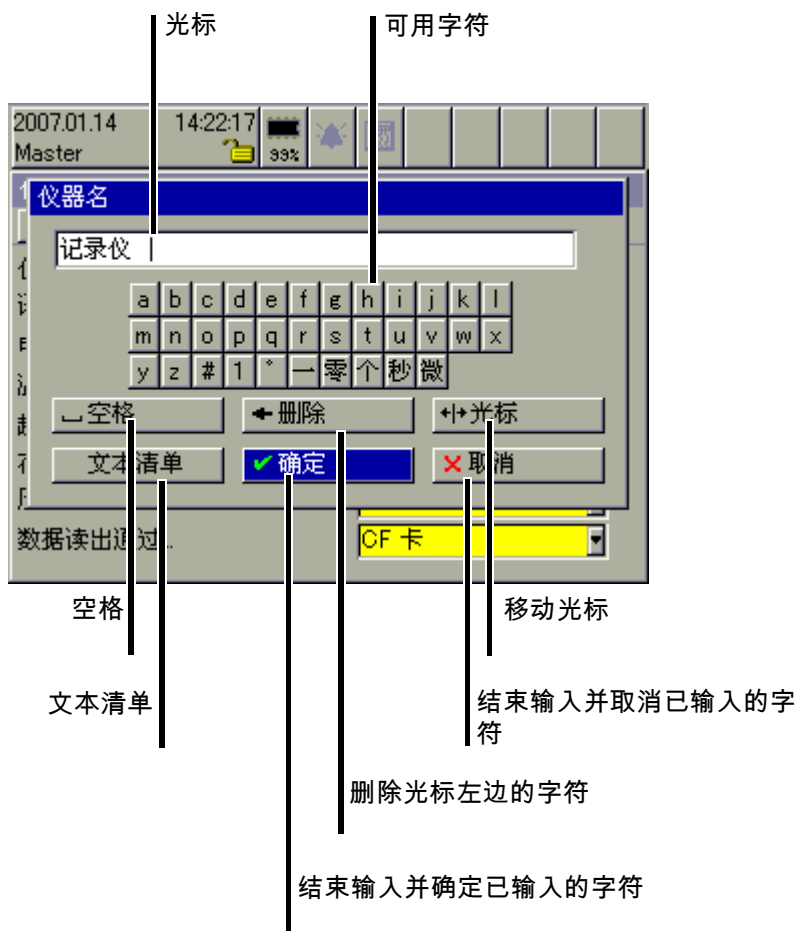 光标
可用字符
2007.01.14 14:22:17
Master 99%
仪器名
记录仪
a b c d e f g h i j k l
m n o p q r s t u v w x
y z # 1 ° 一 零 个 秒 微
空格 删除 光标
文本清单 确定 取消
数据读出通过.. CF 卡
空格
移动光标
文本清单
结束输入并取消已输入的字
符
删除光标左边的字符
结束输入并确定已输入的字符